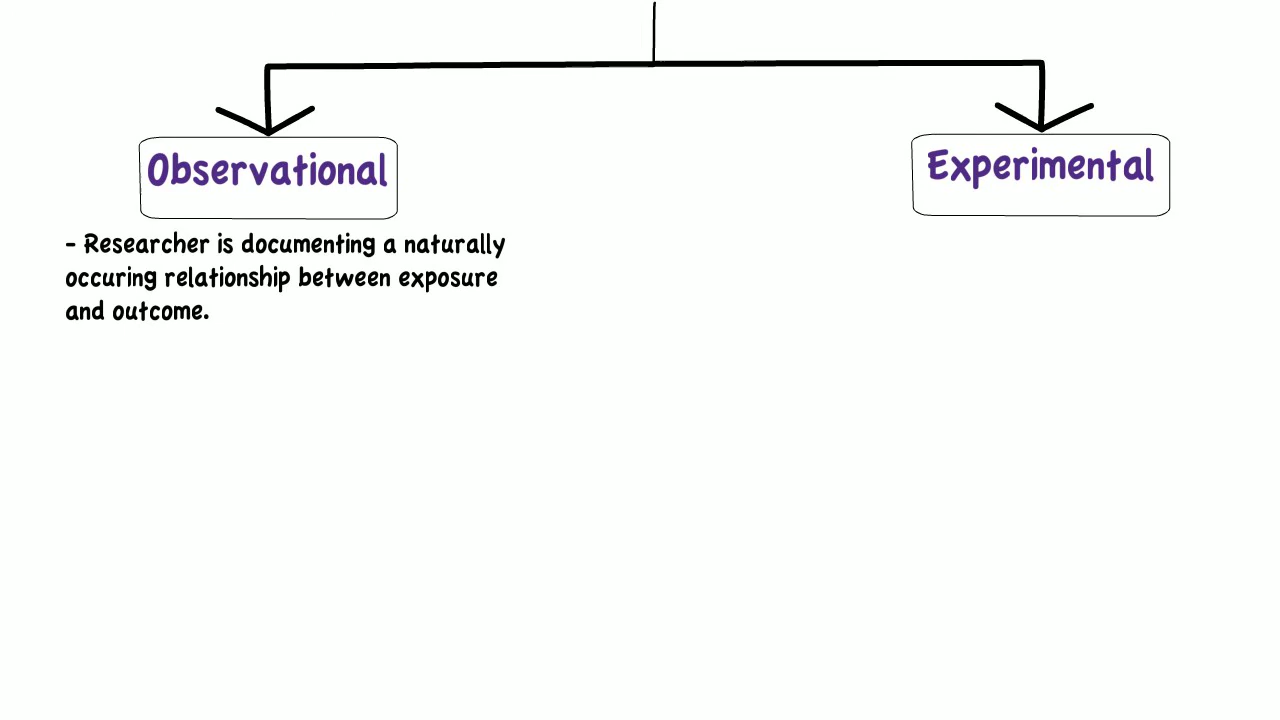 Observational
Experimental
- Researcher is documenting a naturally
occuring relationship between exposure
and outcome.